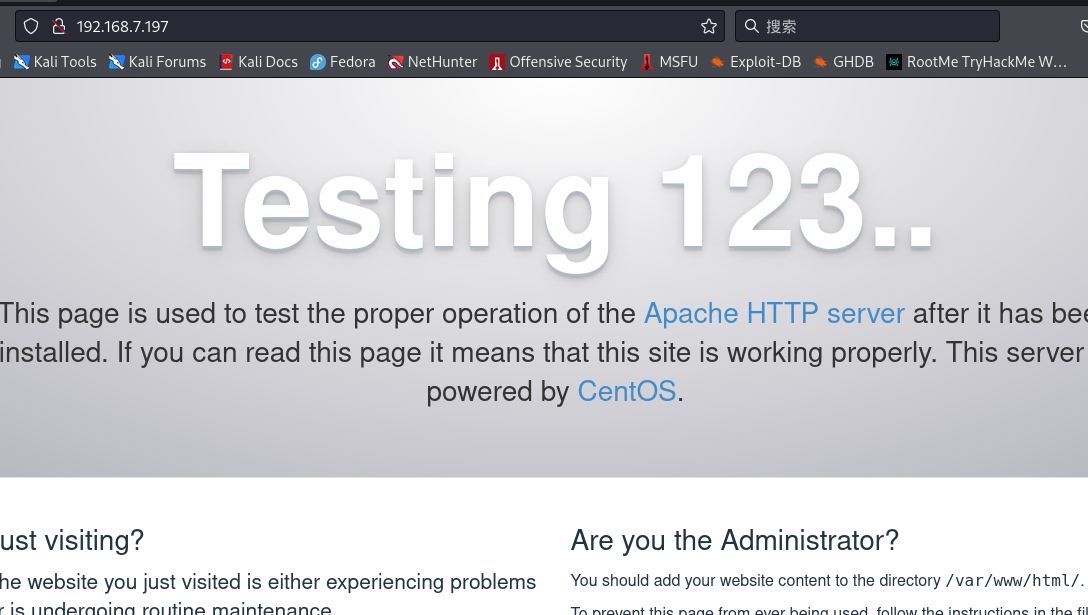 192.168.7.197
搜索
Kali Tools Kali Forums Kali Docs Fedora NetHunter Offensive Security MSFU Exploit-DB GHDB RootMe TryHackMe W…
Testing 123..
This page is used to test the proper operation of the Apache HTTP server after it has
installed. If you can read this page it means that this site is working properly. This server
powered by CentOS.
ust visiting?
he website you just visited is either experiencing problems
r is undergoing routine maintenance.
Are you the Administrator?
You should add your website content to the directory /var/www/html/.
To prevent this page from ever being used, follow the instructions in the